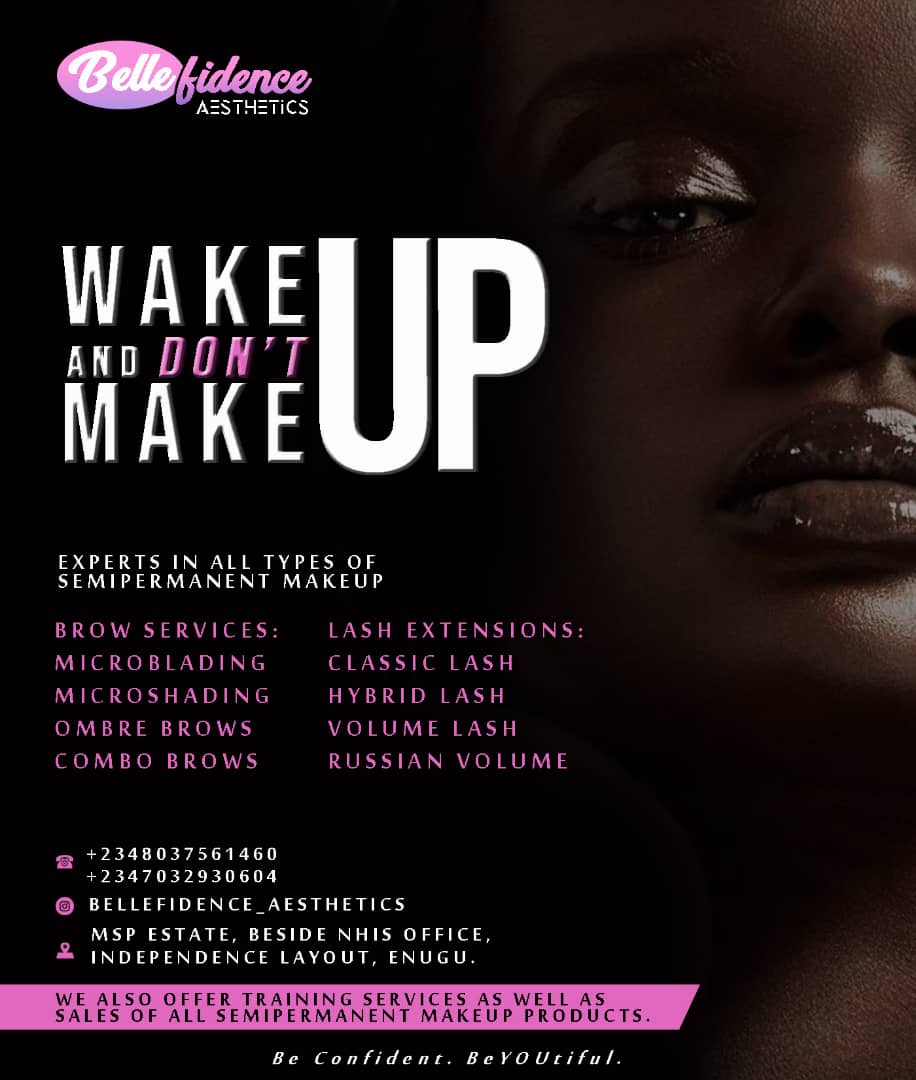 Bellefidence
AESTHETICS
WAKE UP
AND DON'T
MAKE
EXPERTS IN ALL TYPES OF
SEMIPERMANENT MAKEUP
BROW SERVICES:
MICROBLADING
MICROSHADING
OMBRE BROWS
COMBO BROWS
LASH EXTENSIONS:
CLASSIC LASH
HYBRID LASH
VOLUME LASH
RUSSIAN VOLUME
+2348037561460
+2347032930604
BELLEFIDENCE_AESTHETICS
MSP ESTATE, BESIDE NHIS OFFICE,
INDEPENDENCE LAYOUT, ENUGU.
WE ALSO OFFER TRAINING SERVICES AS WELL AS
SALES OF ALL SEMIPERMANENT MAKEUP PRODUCTS.
Be Confident. BeYOUtiful.